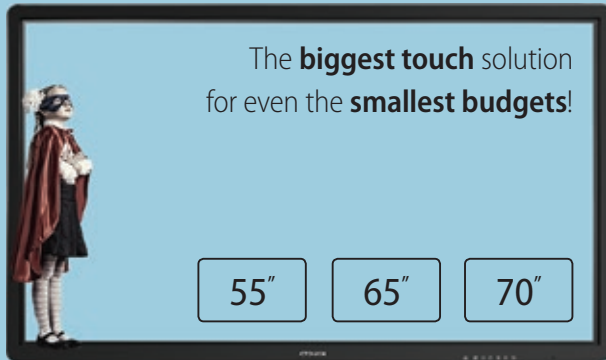 The biggest touch solution
for even the smallest budgets!
55″ 65″ 70″